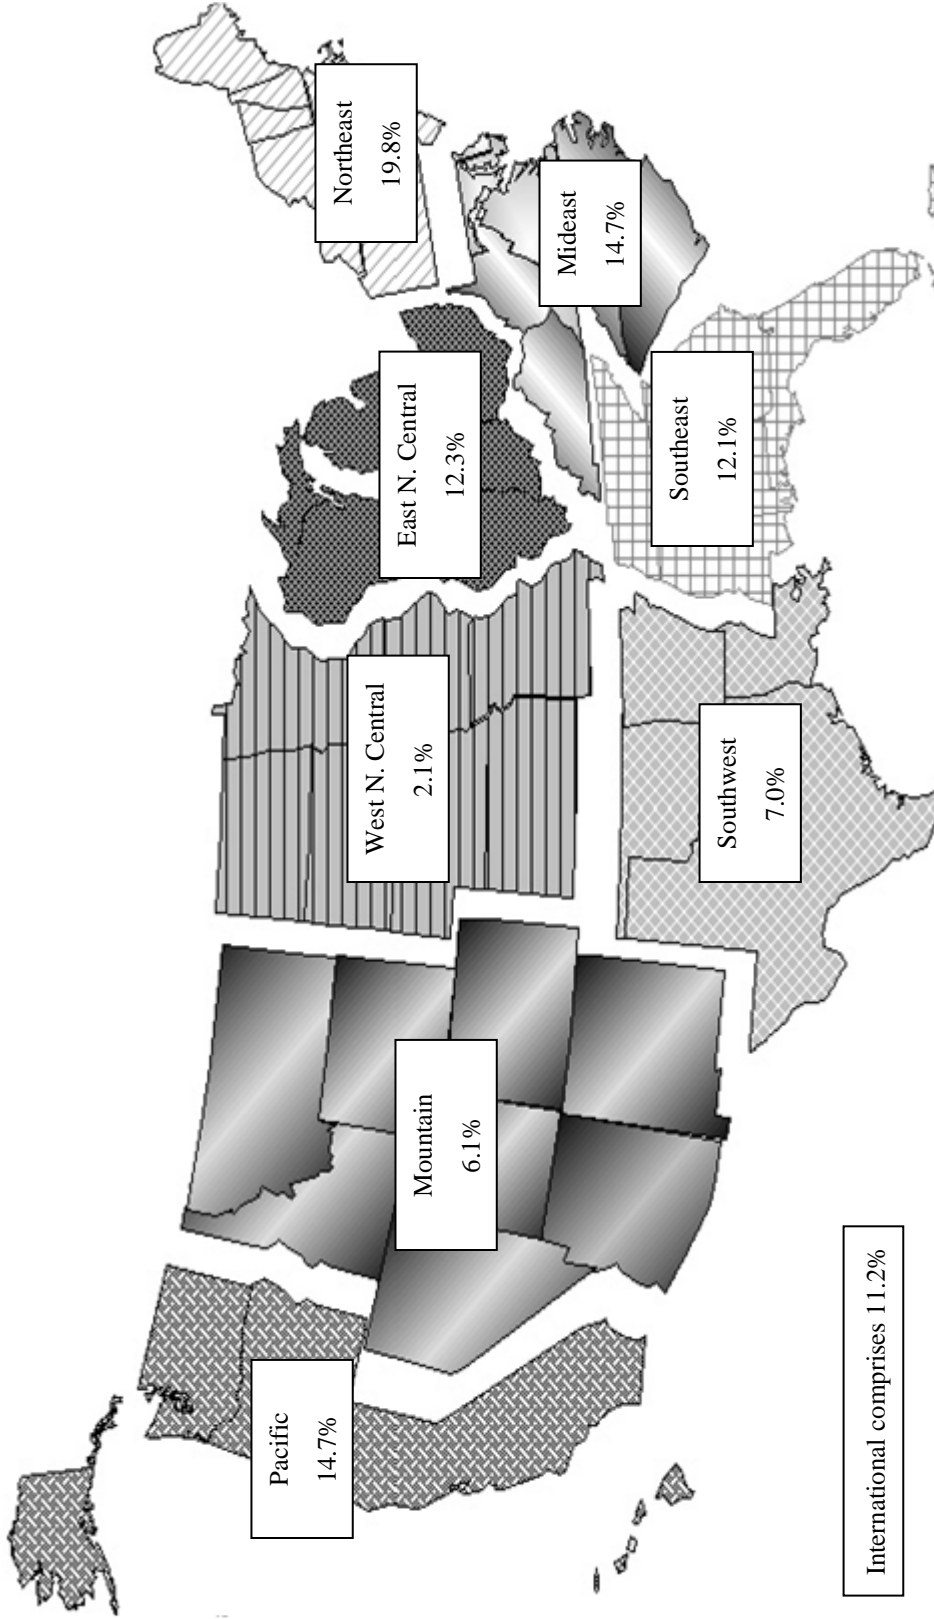 Pacific
14.7%
Mountain
6.1%
West N. Central
2.1%
East N. Central
12.3%
Northeast
19.8%
Mideast
14.7%
Southwest
7.0%
Southeast
12.1%
International comprises 11.2%